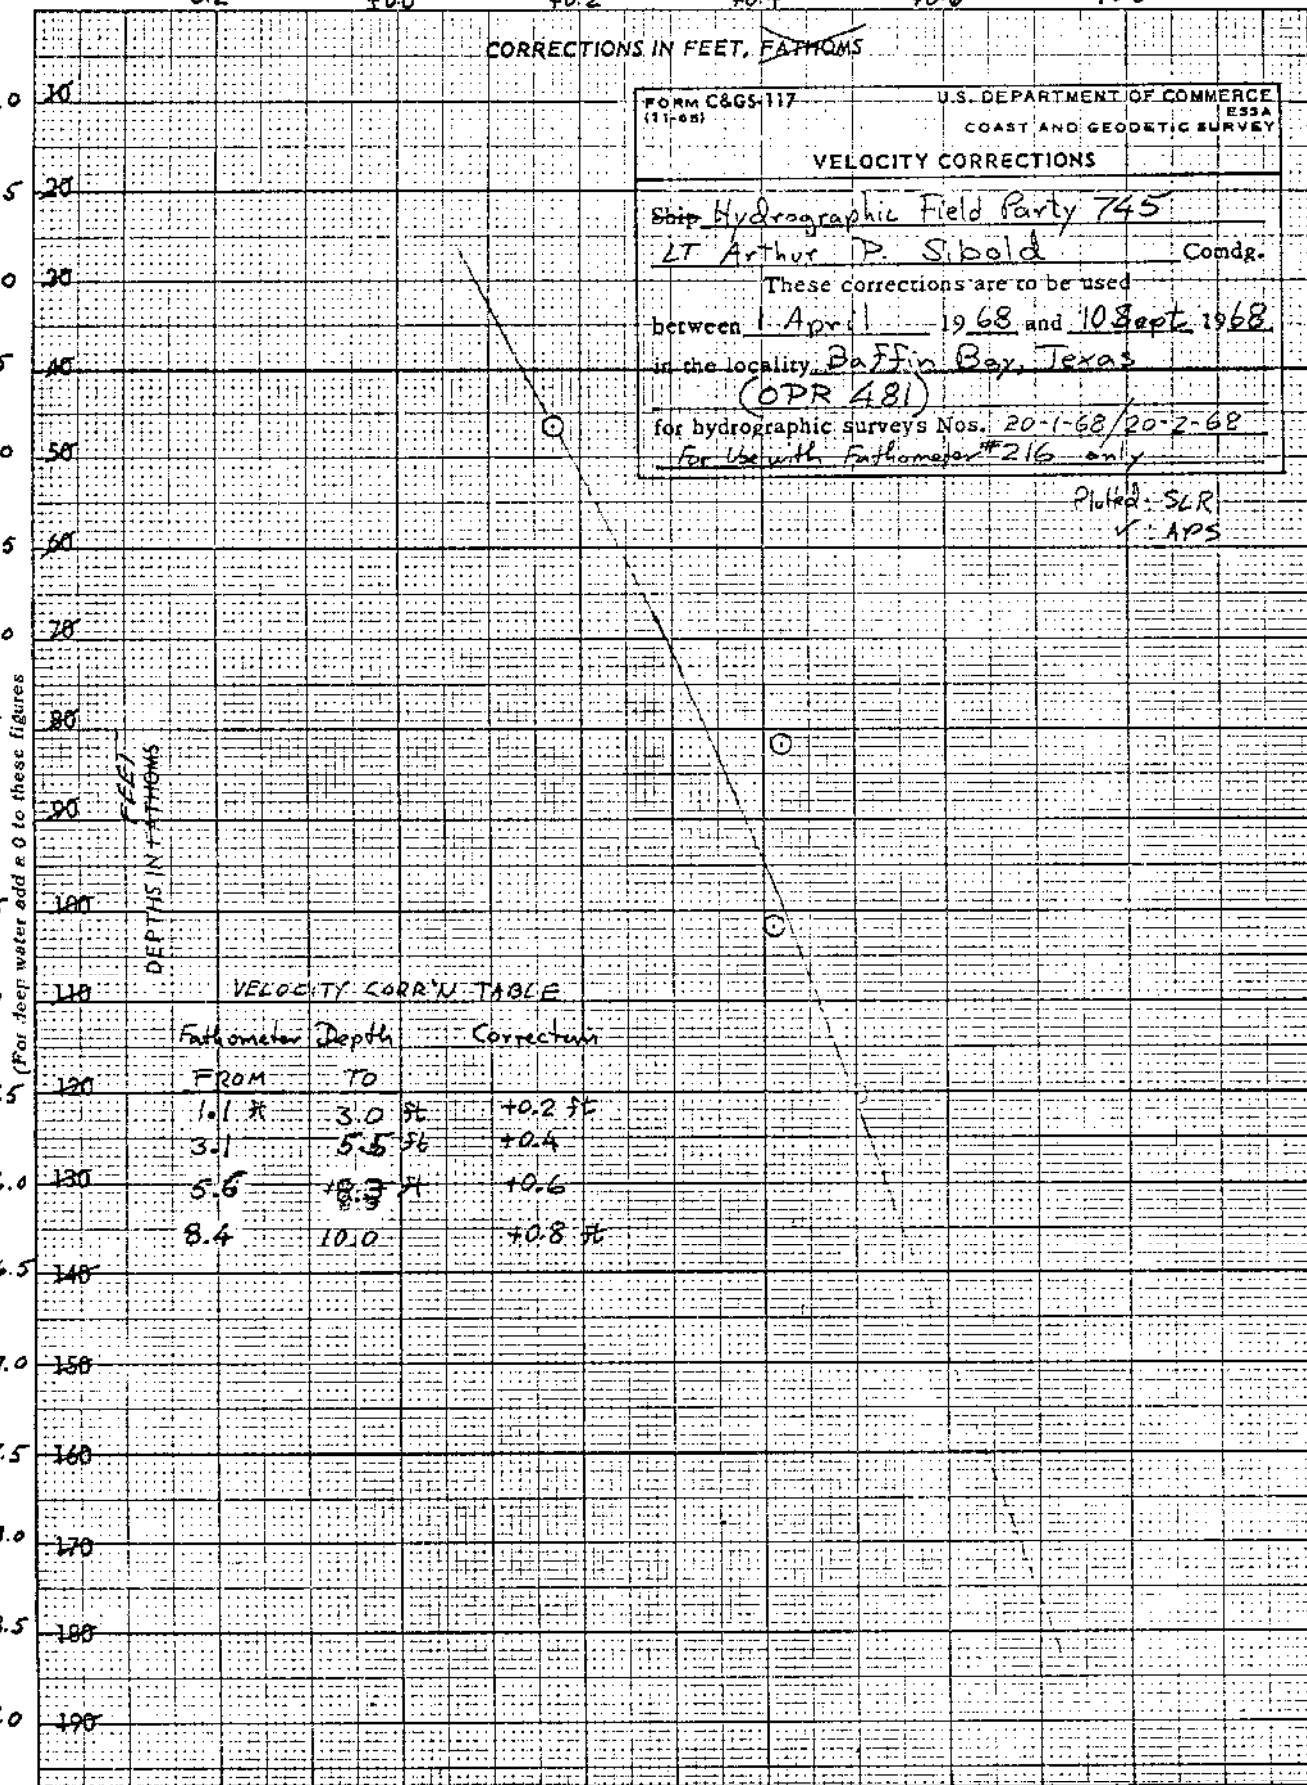 CORRECTIONS IN FEET, FATHOMS
FORM C&GS-117
(11-65)
U.S. DEPARTMENT OF COMMERCE
ESSA
COAST AND GEODETIC SURVEY
VELOCITY CORRECTIONS
Ship Hydrographic Field Party 745
LT Arthur P. Sibold Comdg.
These corrections are to be used
between 1 April 1968 and 10 Sept 1968
in the locality Baffin Bay, Texas
(OPR 481)
for hydrographic surveys Nos. 20-1-68/20-2-68
For Use with Fathometer #216 only
Plotted: SLR
✓: APS
10
20
30
40
50
60
70
80
90
100
110
120
130
140
150
160
170
180
190
(For deep water add a 0 to these figures
FEET
DEPTHS IN FATHOMS
VELOCITY CORR'N TABLE
Fathometer Depth Correction
FROM TO
1.1 ft 3.0 ft +0.2 ft
3.1 5.5 ft +0.4
5.6 8.3 ft +0.6
8.4 10.0 +0.8 ft